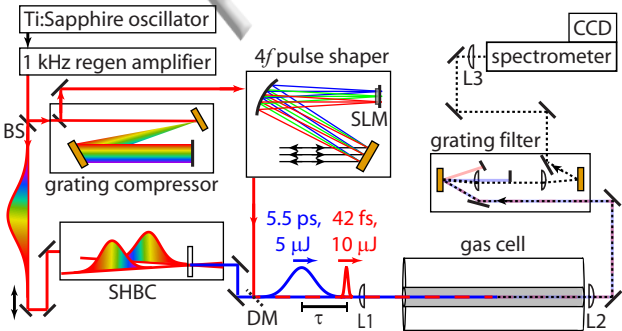 Ti:Sapphire oscillator
1 kHz regen amplifier
BS
grating compressor
4f pulse shaper
SLM
CCD
spectrometer
L3
grating filter
SHBC
5.5 ps,
5 μJ
42 fs,
10 μJ
DM
τ
L1
gas cell
L2